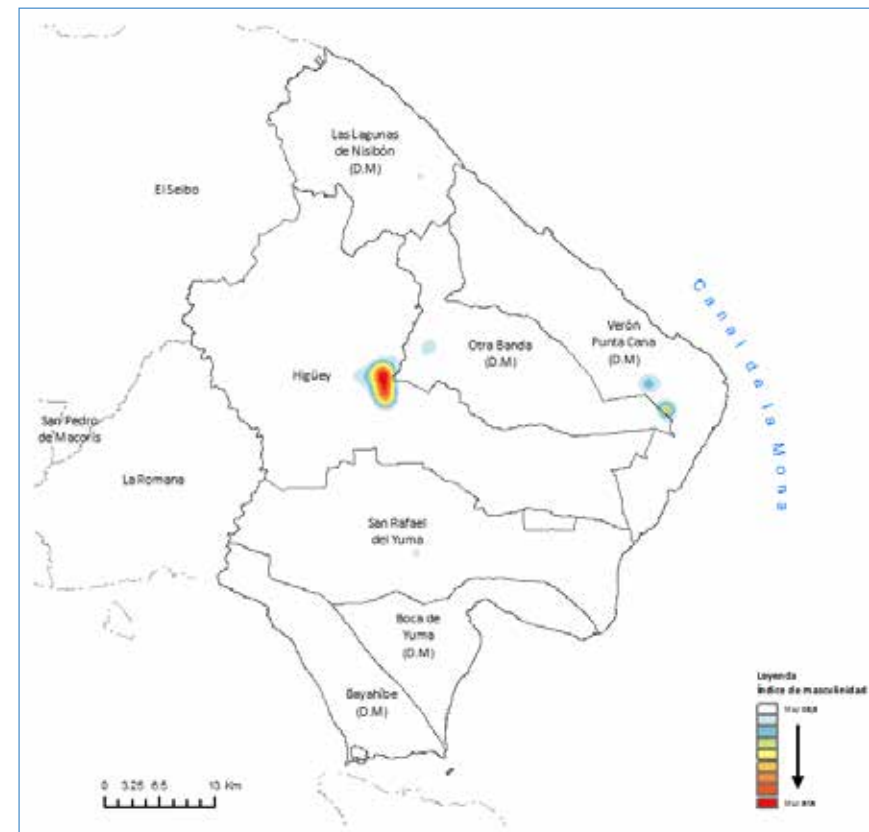 Las Lagunas
de Nisibón
(D.M)
El Seibo
Canal de la Mona
Verón
Punta Cana
(D.M)
Otra Banda
(D.M)
Higüey
San Pedro
de Macorís
La Romana
San Rafael
del Yuma
Boca de
Yuma
(D.M)
Bayahíbe
(D.M)
Leyenda
Índice de masculinidad
0 3.25 6.5 13 Km